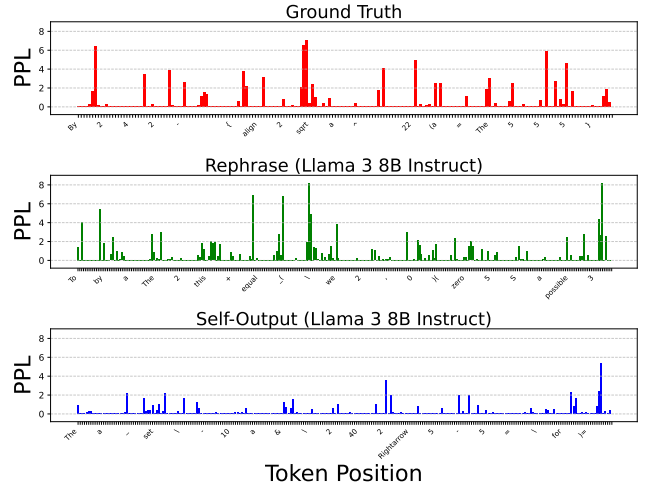 Ground Truth
PPL
8
6
4
2
0
By 2 4 2 - { align 2 sqrt a ^ 22 (a = The 5 5 5 }
Rephrase (Llama 3 8B Instruct)
PPL
8
6
4
2
0
To by a The 2 this + equal _{ \ we 2 . 0 )( zero 5 5 a possible 3
Self-Output (Llama 3 8B Instruct)
PPL
8
6
4
2
0
The a _ set \ - 10 a & ) 2 40 2 Rightarrow 5 - 5 = \ for )=
Token Position